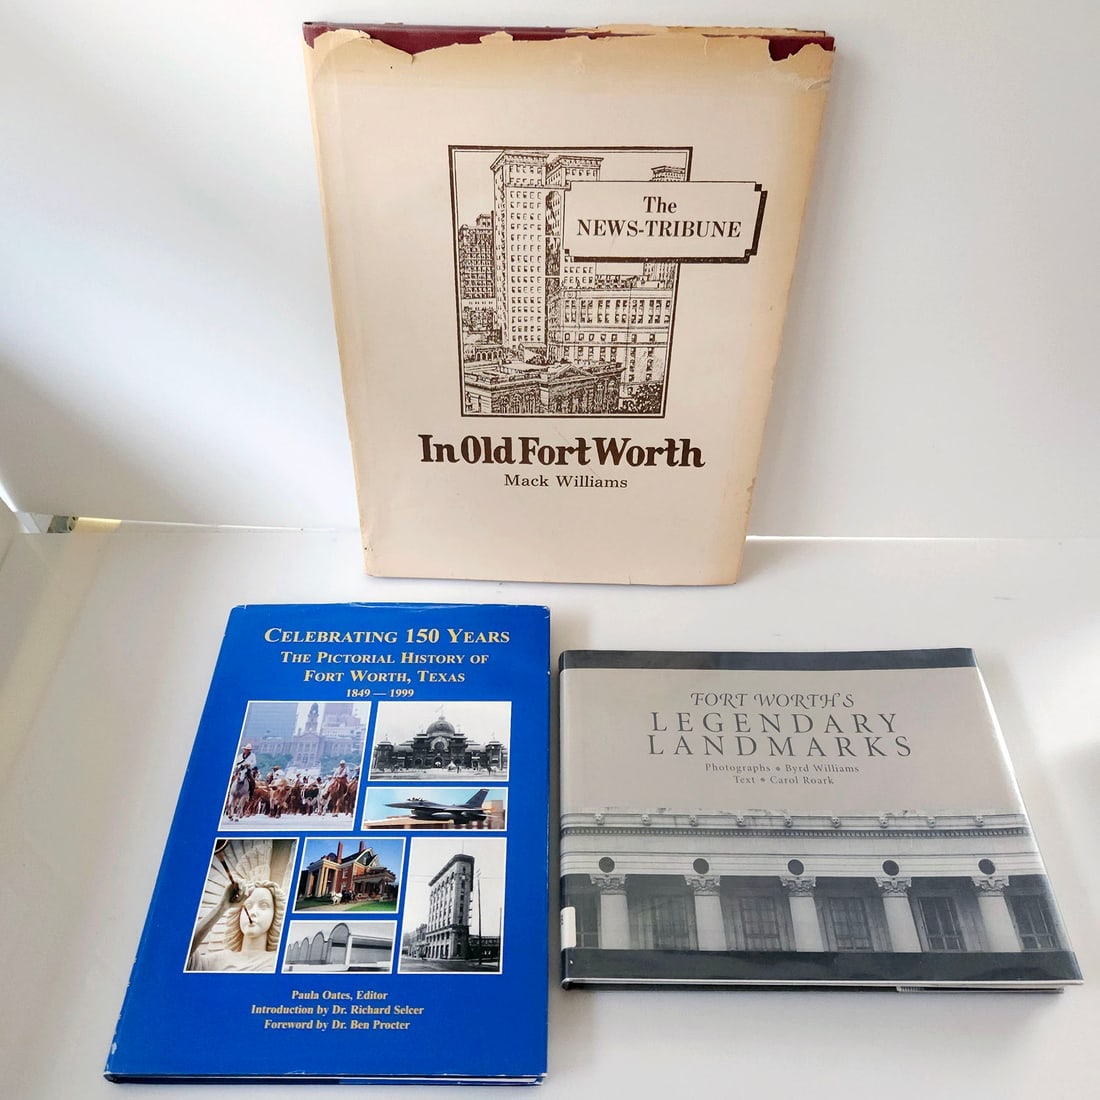 The
NEWS-TRIBUNE
In Old Fort Worth
Mack Williams
CELEBRATING 150 YEARS
THE PICTORIAL HISTORY OF
FORT WORTH, TEXAS
1849 — 1999
Paula Oates, Editor
Introduction by Dr. Richard Selcer
Foreword by Dr. Ben Procter
FORT WORTH'S
LEGENDARY
LANDMARKS
Photographs • Byrd Williams
Text • Carol Roark